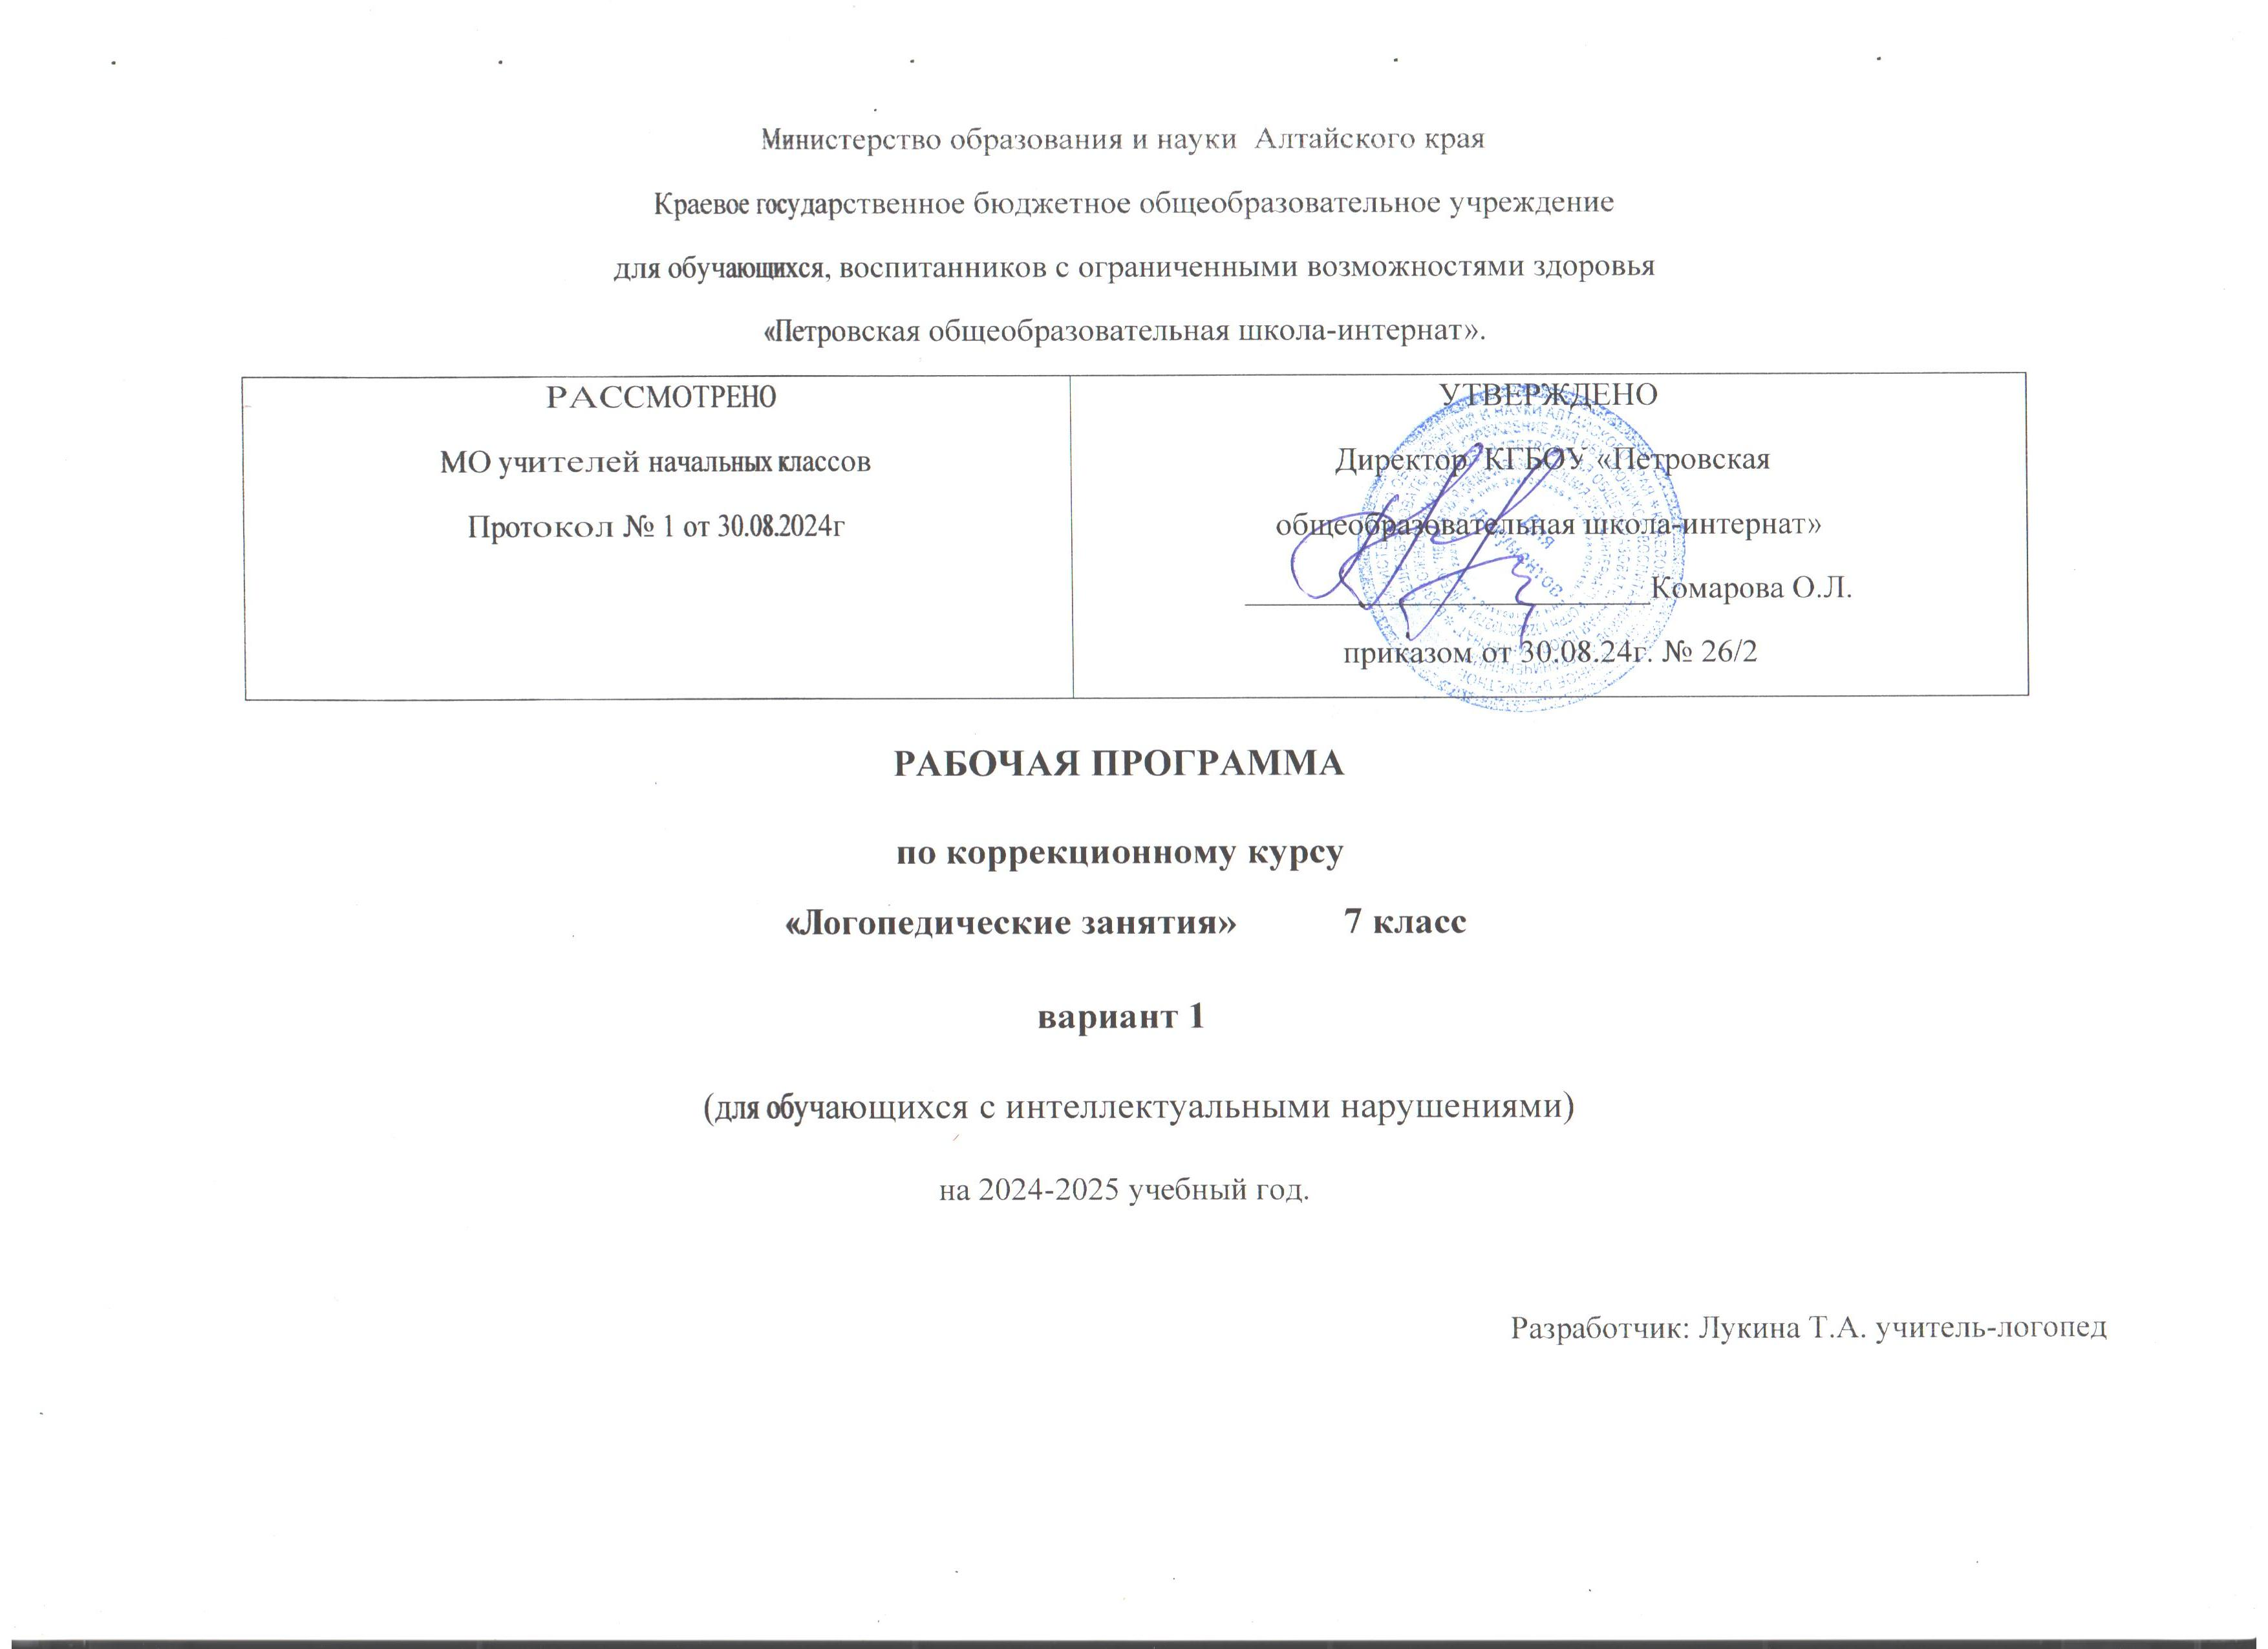 Министерство образования и науки Алтайского края
Краевое государственное бюджетное общеобразовательное учреждение
для обучающихся, воспитанников с ограниченными возможностями здоровья
«Петровская общеобразовательная школа-интернат».
РАССМОТРЕНО
МО учителей начальных классов
Протокол № 1 от 30.08.2024г
УТВЕРЖДЕНО
Директор КГБОУ «Петровская
общеобразовательная школа-интернат»
Комарова О.Л.
приказом от 30.08.24г. № 26/2
Для
документов
РАБОЧАЯ ПРОГРАММА
по коррекционному курсу
«Логопедические занятия» 7 класс
вариант 1
(для обучающихся с интеллектуальными нарушениями)
на 2024-2025 учебный год.
Разработчик: Лукина Т.А. учитель-логопед